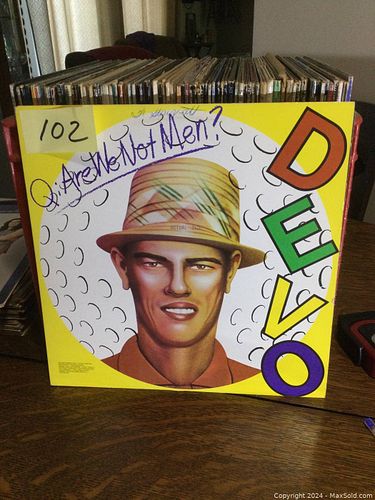 102
Q: Are We Not Men?
DEVO
Copyright © 2024 - MaxSold.com